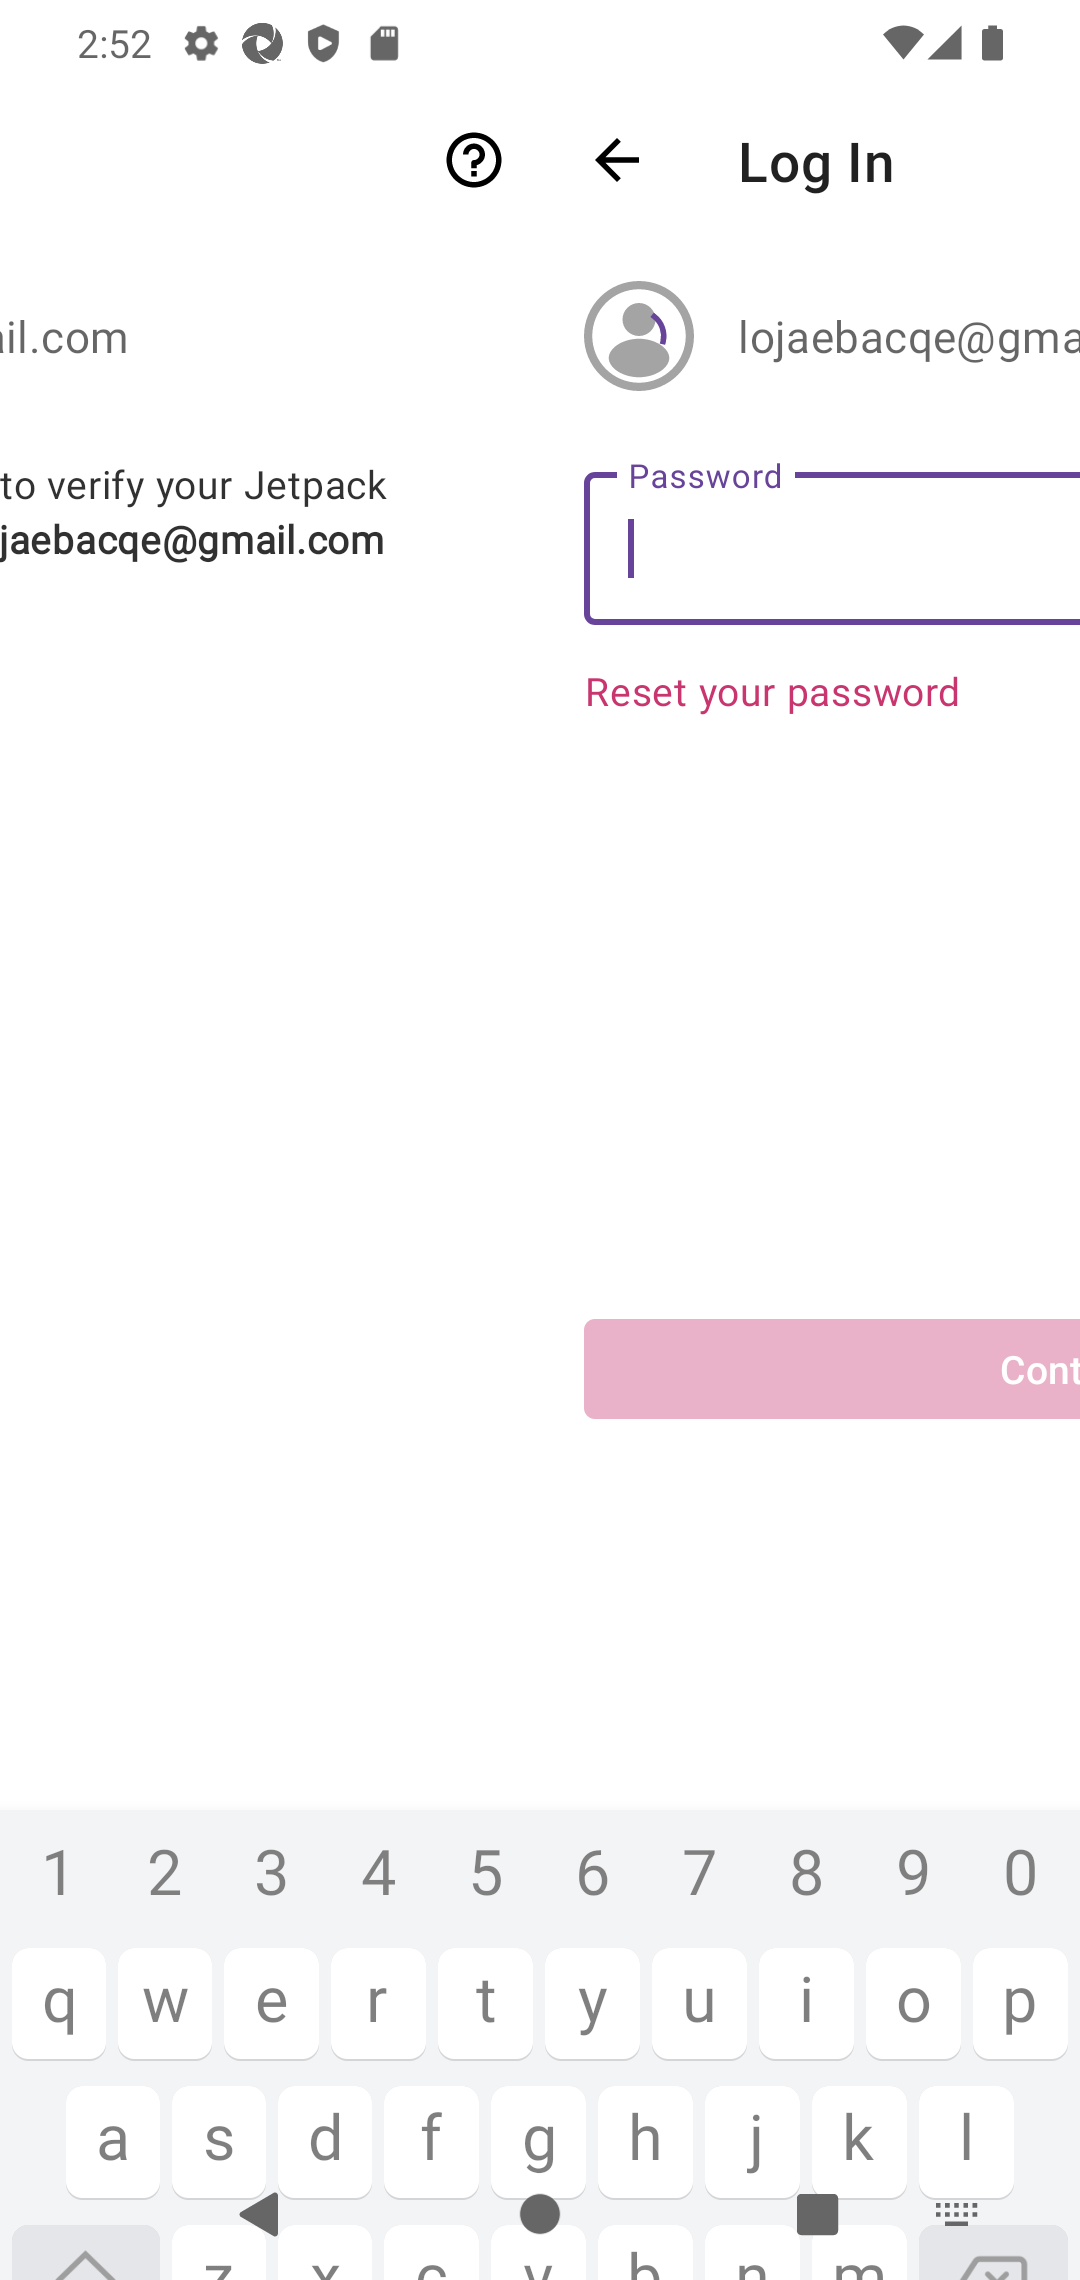 2:52
Log In
ail.com
lojaebacqe@gma
to verify your Jetpack
jaebacqe@gmail.com
Password
Reset your password
Cont
1 2 3 4 5 6 7 8 9 0
q w e r t y u i o p
a s d f g h j k l
z x c v b n m